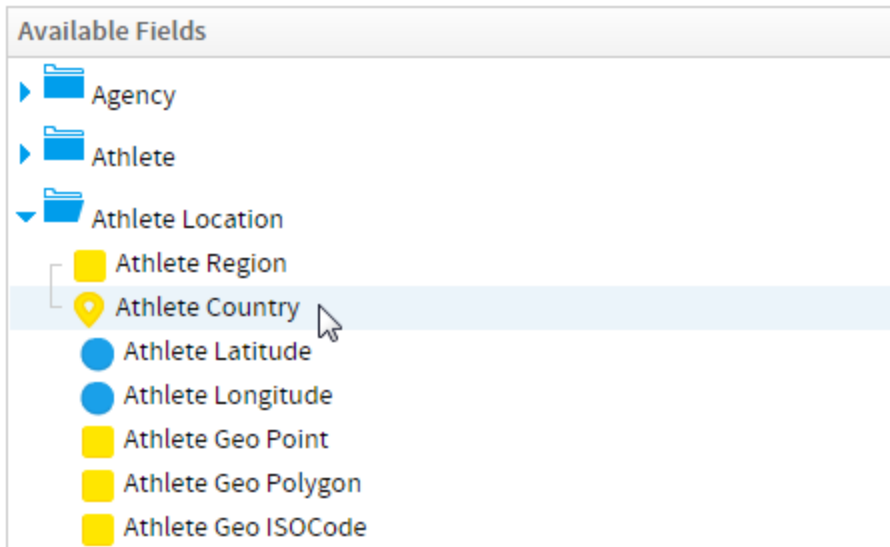 Available Fields
Agency
Athlete
Athlete Location
Athlete Region
Athlete Country
Athlete Latitude
Athlete Longitude
Athlete Geo Point
Athlete Geo Polygon
Athlete Geo ISOCode